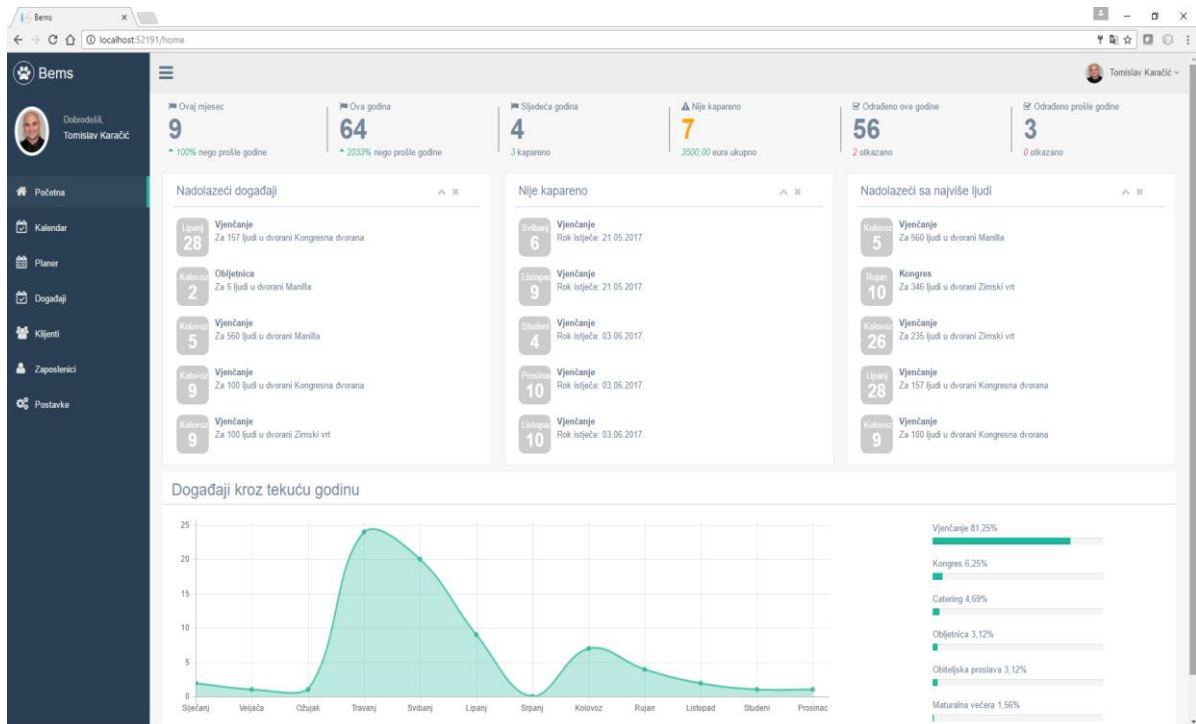 Bems
localhost:52191/home
Bems
Tomislav Karačić
Dobrodošli,
Tomislav Karačić
Početna
Kalendar
Planer
Događaji
Klijenti
Zaposlenici
Postavke
Ovaj mjesec
9
100% nego prošle godine
Ova godina
64
2033% nego prošle godine
Sljedeća godina
4
3 kapareno
Nije kapareno
7
3500,00 eura ukupno
Odrađeno ove godine
56
2 otkazano
Odrađeno prošle godine
3
0 otkazano
Nadolazeći događaji
Lipanj
28
Vjenčanje
Za 157 ljudi u dvorani Kongresna dvorana
Kolovoz
2
Obljetnica
Za 5 ljudi u dvorani Manilla
Kolovoz
5
Vjenčanje
Za 560 ljudi u dvorani Manilla
Kolovoz
9
Vjenčanje
Za 100 ljudi u dvorani Kongresna dvorana
Kolovoz
9
Vjenčanje
Za 100 ljudi u dvorani Zimski vrt
Nije kapareno
Svibanj
6
Vjenčanje
Rok istječe: 21.05.2017.
Listopad
9
Vjenčanje
Rok istječe: 21.05.2017.
Studeni
4
Vjenčanje
Rok istječe: 03.06.2017.
Prosinac
10
Vjenčanje
Rok istječe: 03.06.2017.
Listopad
10
Vjenčanje
Rok istječe: 03.06.2017.
Nadolazeći sa najviše ljudi
Kolovoz
5
Vjenčanje
Za 560 ljudi u dvorani Manilla
Rujan
10
Kongres
Za 346 ljudi u dvorani Zimski vrt
Kolovoz
26
Vjenčanje
Za 235 ljudi u dvorani Zimski vrt
Lipanj
28
Vjenčanje
Za 157 ljudi u dvorani Kongresna dvorana
Kolovoz
9
Vjenčanje
Za 100 ljudi u dvorani Kongresna dvorana
Događaji kroz tekuću godinu
25
20
15
10
5
0
Siječanj Veljača Ožujak Travanj Svibanj Lipanj Srpanj Kolovoz Rujan Listopad Studeni Prosinac
Vjenčanje 81,25%
Kongres 6,25%
Catering 4,69%
Obljetnica 3,12%
Obiteljska proslava 3,12%
Maturalna večera 1,56%